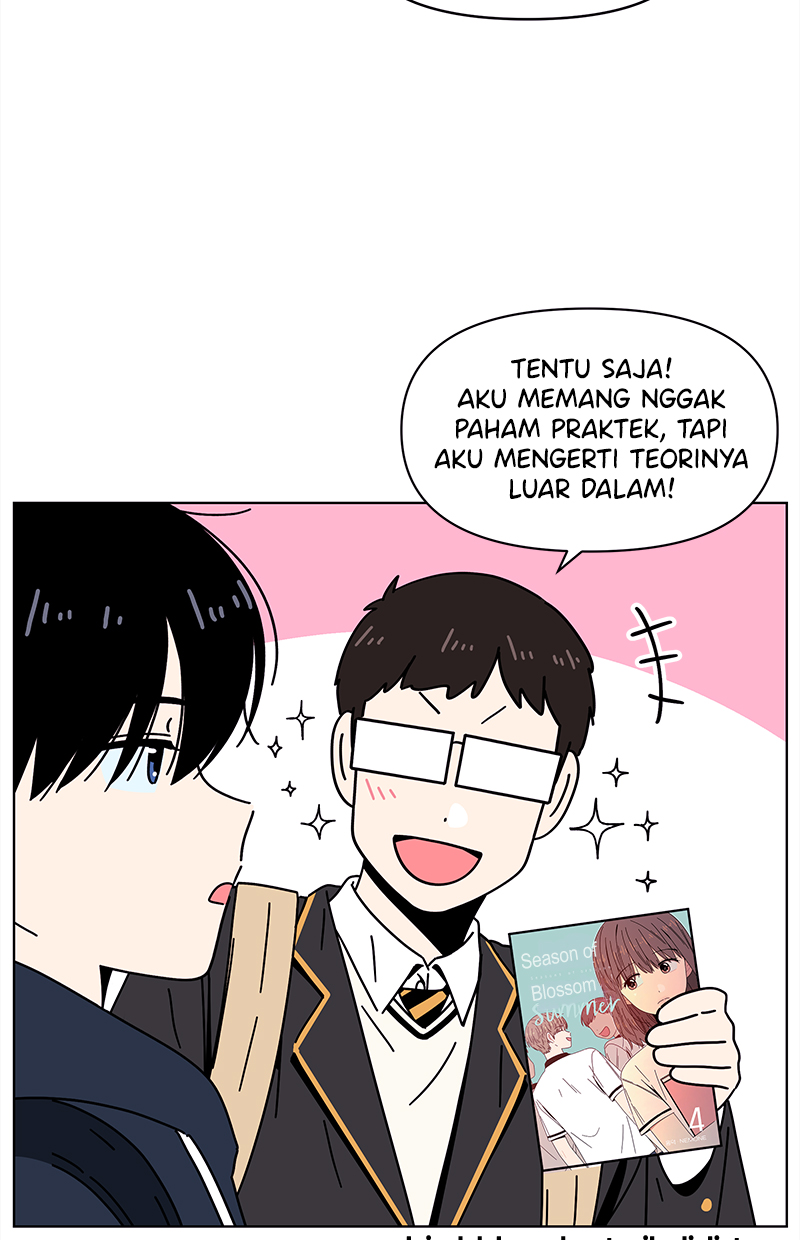 TENTU SAJA!
AKU MEMANG NGGAK
PAHAM PRAKTEK, TAPI
AKU MENGERTI TEORINYA
LUAR DALAM!
Season of
Blossom
Summer
4